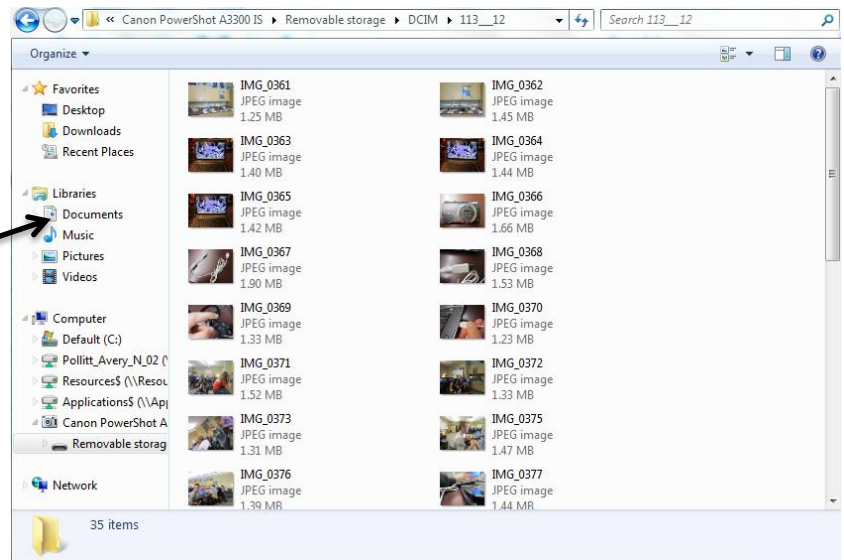 « Canon PowerShot A3300 IS ▸ Removable storage ▸ DCIM ▸ 113__12
Search 113__12
Organize
Favorites
Desktop
Downloads
Recent Places
Libraries
Documents
Music
Pictures
Videos
Computer
Default (C:)
Pollitt_Avery_N_02 (
Resources$ (\\Resou
Applications$ (\\Ap
Canon PowerShot A
Removable storag
Network
IMG_0361
JPEG image
1.25 MB
IMG_0362
JPEG image
1.45 MB
IMG_0363
JPEG image
1.40 MB
IMG_0364
JPEG image
1.44 MB
IMG_0365
JPEG image
1.42 MB
IMG_0366
JPEG image
1.66 MB
IMG_0367
JPEG image
1.90 MB
IMG_0368
JPEG image
1.53 MB
IMG_0369
JPEG image
1.33 MB
IMG_0370
JPEG image
1.23 MB
IMG_0371
JPEG image
1.52 MB
IMG_0372
JPEG image
1.33 MB
IMG_0373
JPEG image
1.31 MB
IMG_0375
JPEG image
1.47 MB
IMG_0376
JPEG image
1.39 MB
IMG_0377
JPEG image
1.44 MB
35 items